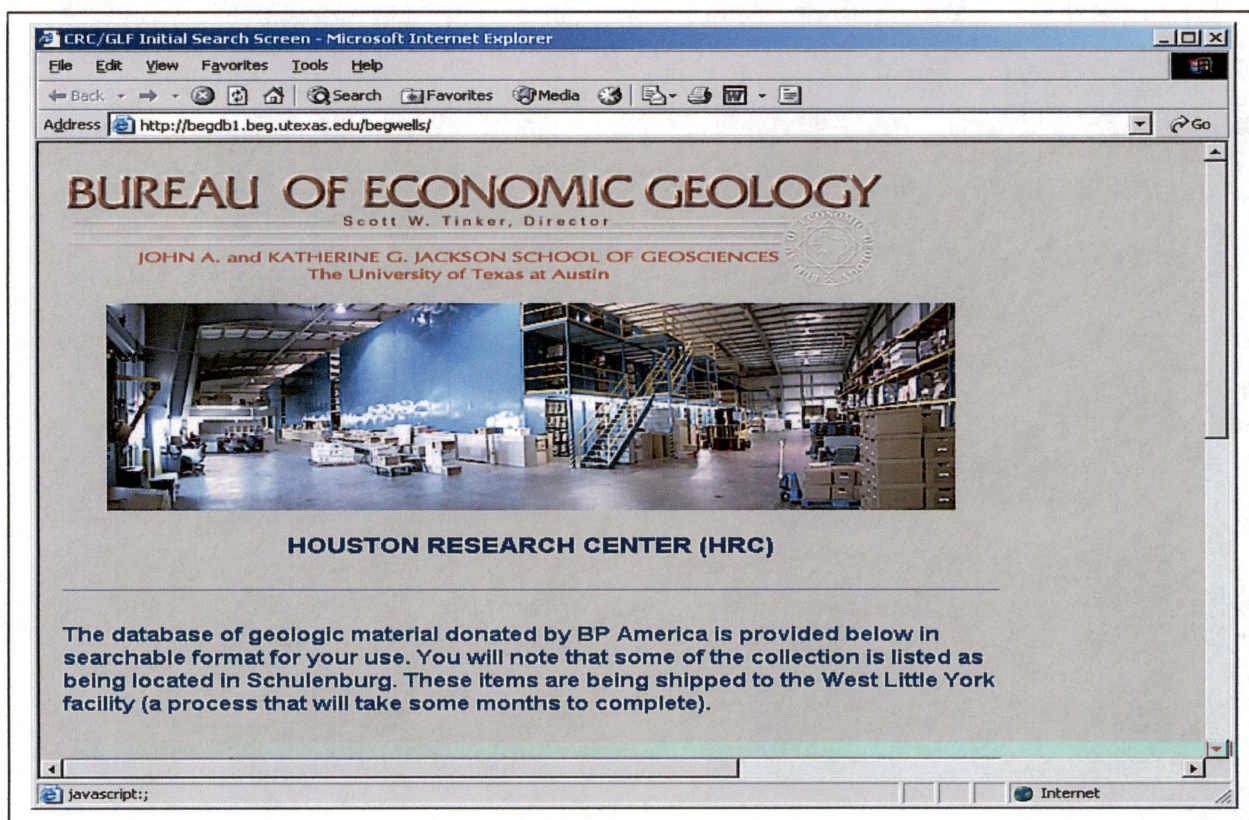 CRC/GLF Initial Search Screen - Microsoft Internet Explorer
File Edit View Favorites Tools Help
Back Search Favorites Media
Address http://begdb1.beg.utexas.edu/begwells/ Go
BUREAU OF ECONOMIC GEOLOGY
Scott W. Tinker, Director
JOHN A. and KATHERINE G. JACKSON SCHOOL OF GEOSCIENCES
The University of Texas at Austin
HOUSTON RESEARCH CENTER (HRC)
The database of geologic material donated by BP America is provided below in
searchable format for your use. You will note that some of the collection is listed as
being located in Schulenburg. These items are being shipped to the West Little York
facility (a process that will take some months to complete).
javascript:; Internet